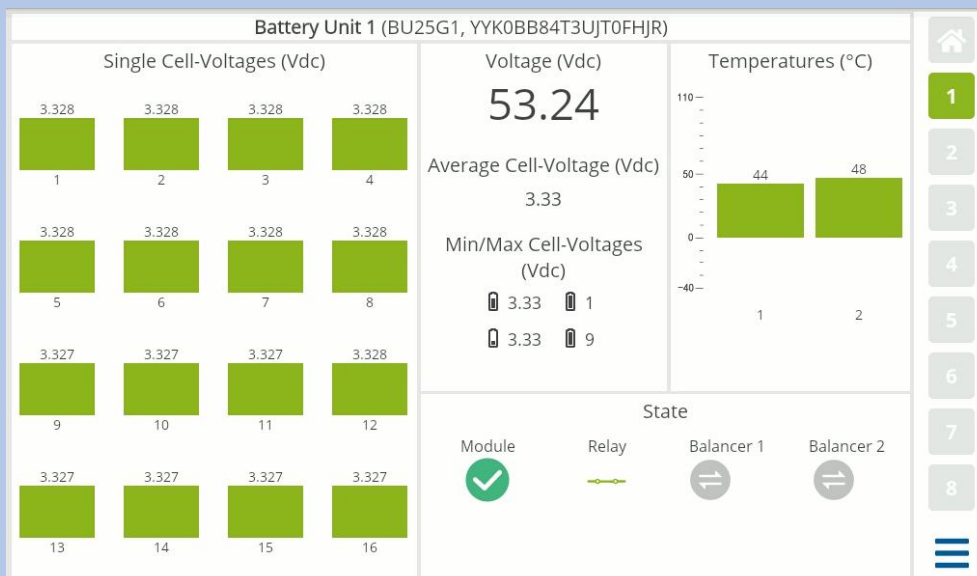 Battery Unit 1 (BU25G1, YYK0BB84T3UJT0FHJR)
Single Cell-Voltages (Vdc)
3.328 3.328 3.328 3.328
1 2 3 4
3.328 3.328 3.328 3.328
5 6 7 8
3.327 3.327 3.327 3.328
9 10 11 12
3.327 3.327 3.327 3.327
13 14 15 16
Voltage (Vdc)
53.24
Average Cell-Voltage (Vdc)
3.33
Min/Max Cell-Voltages
(Vdc)
3.33 1
3.33 9
Temperatures (°C)
110
50
0
-40
44 48
1 2
State
Module Relay Balancer 1 Balancer 2
1
2
3
4
5
6
7
8